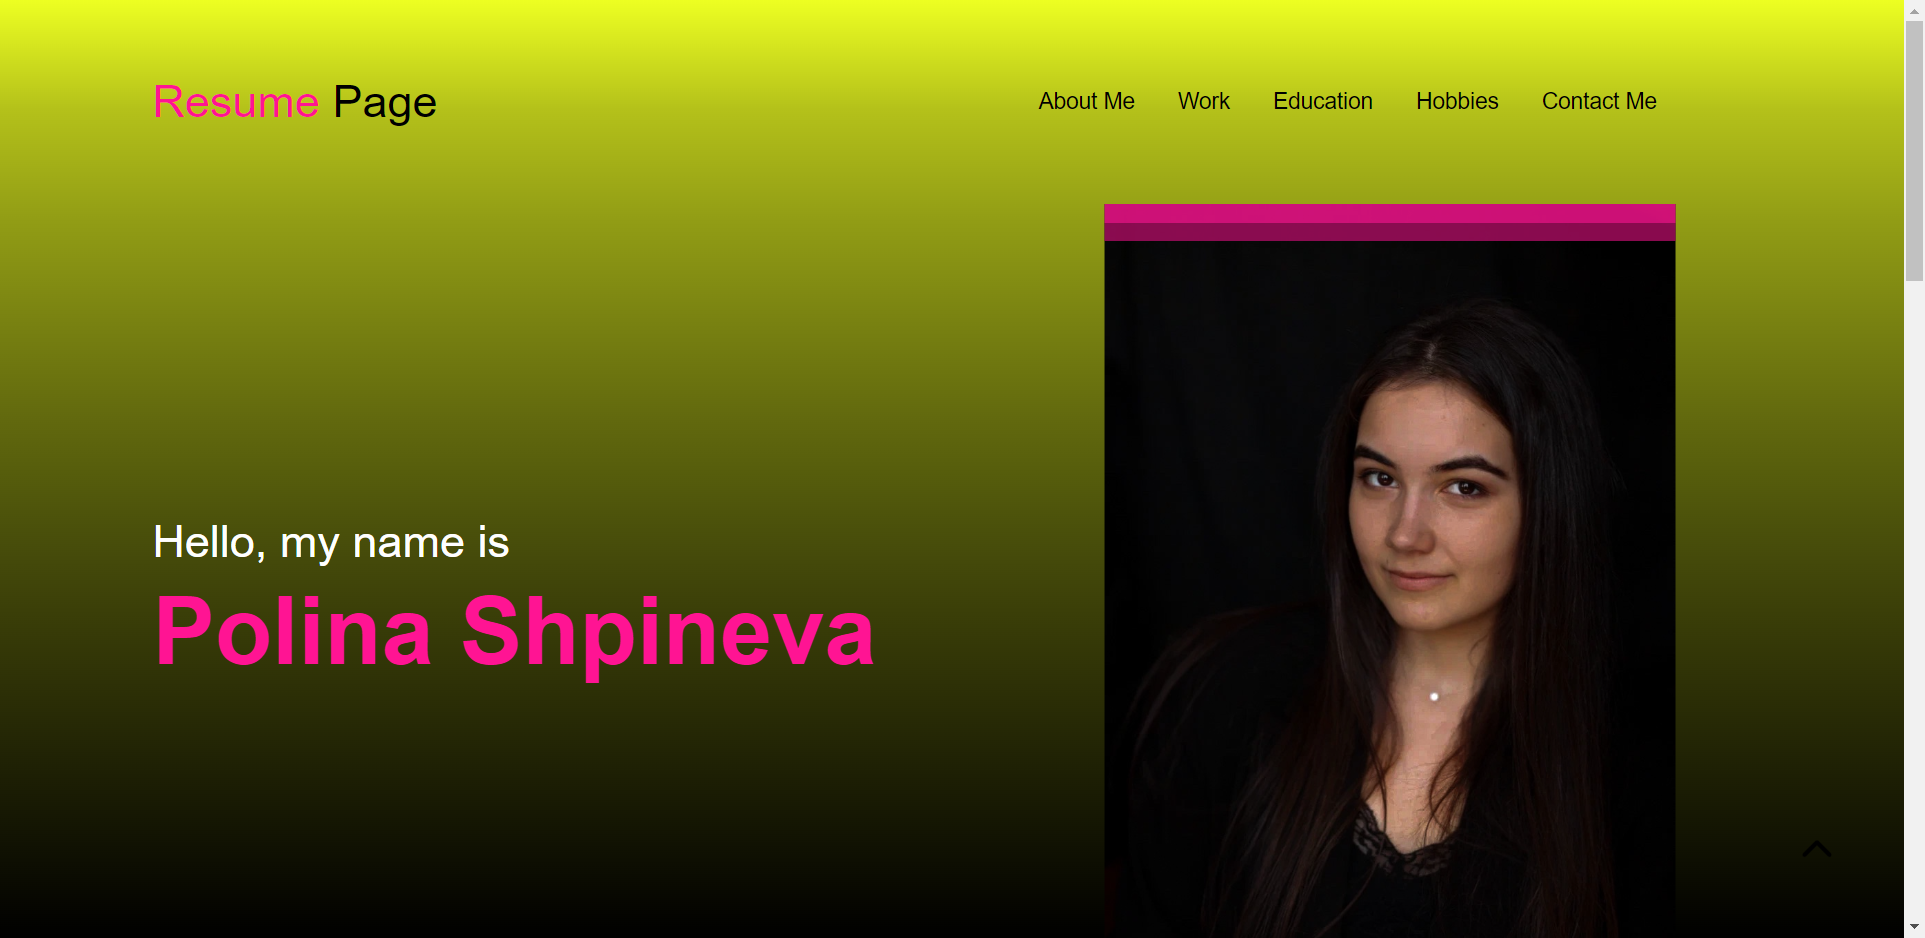 Resume Page
About Me Work Education Hobbies Contact Me
Hello, my name is
Polina Shpineva